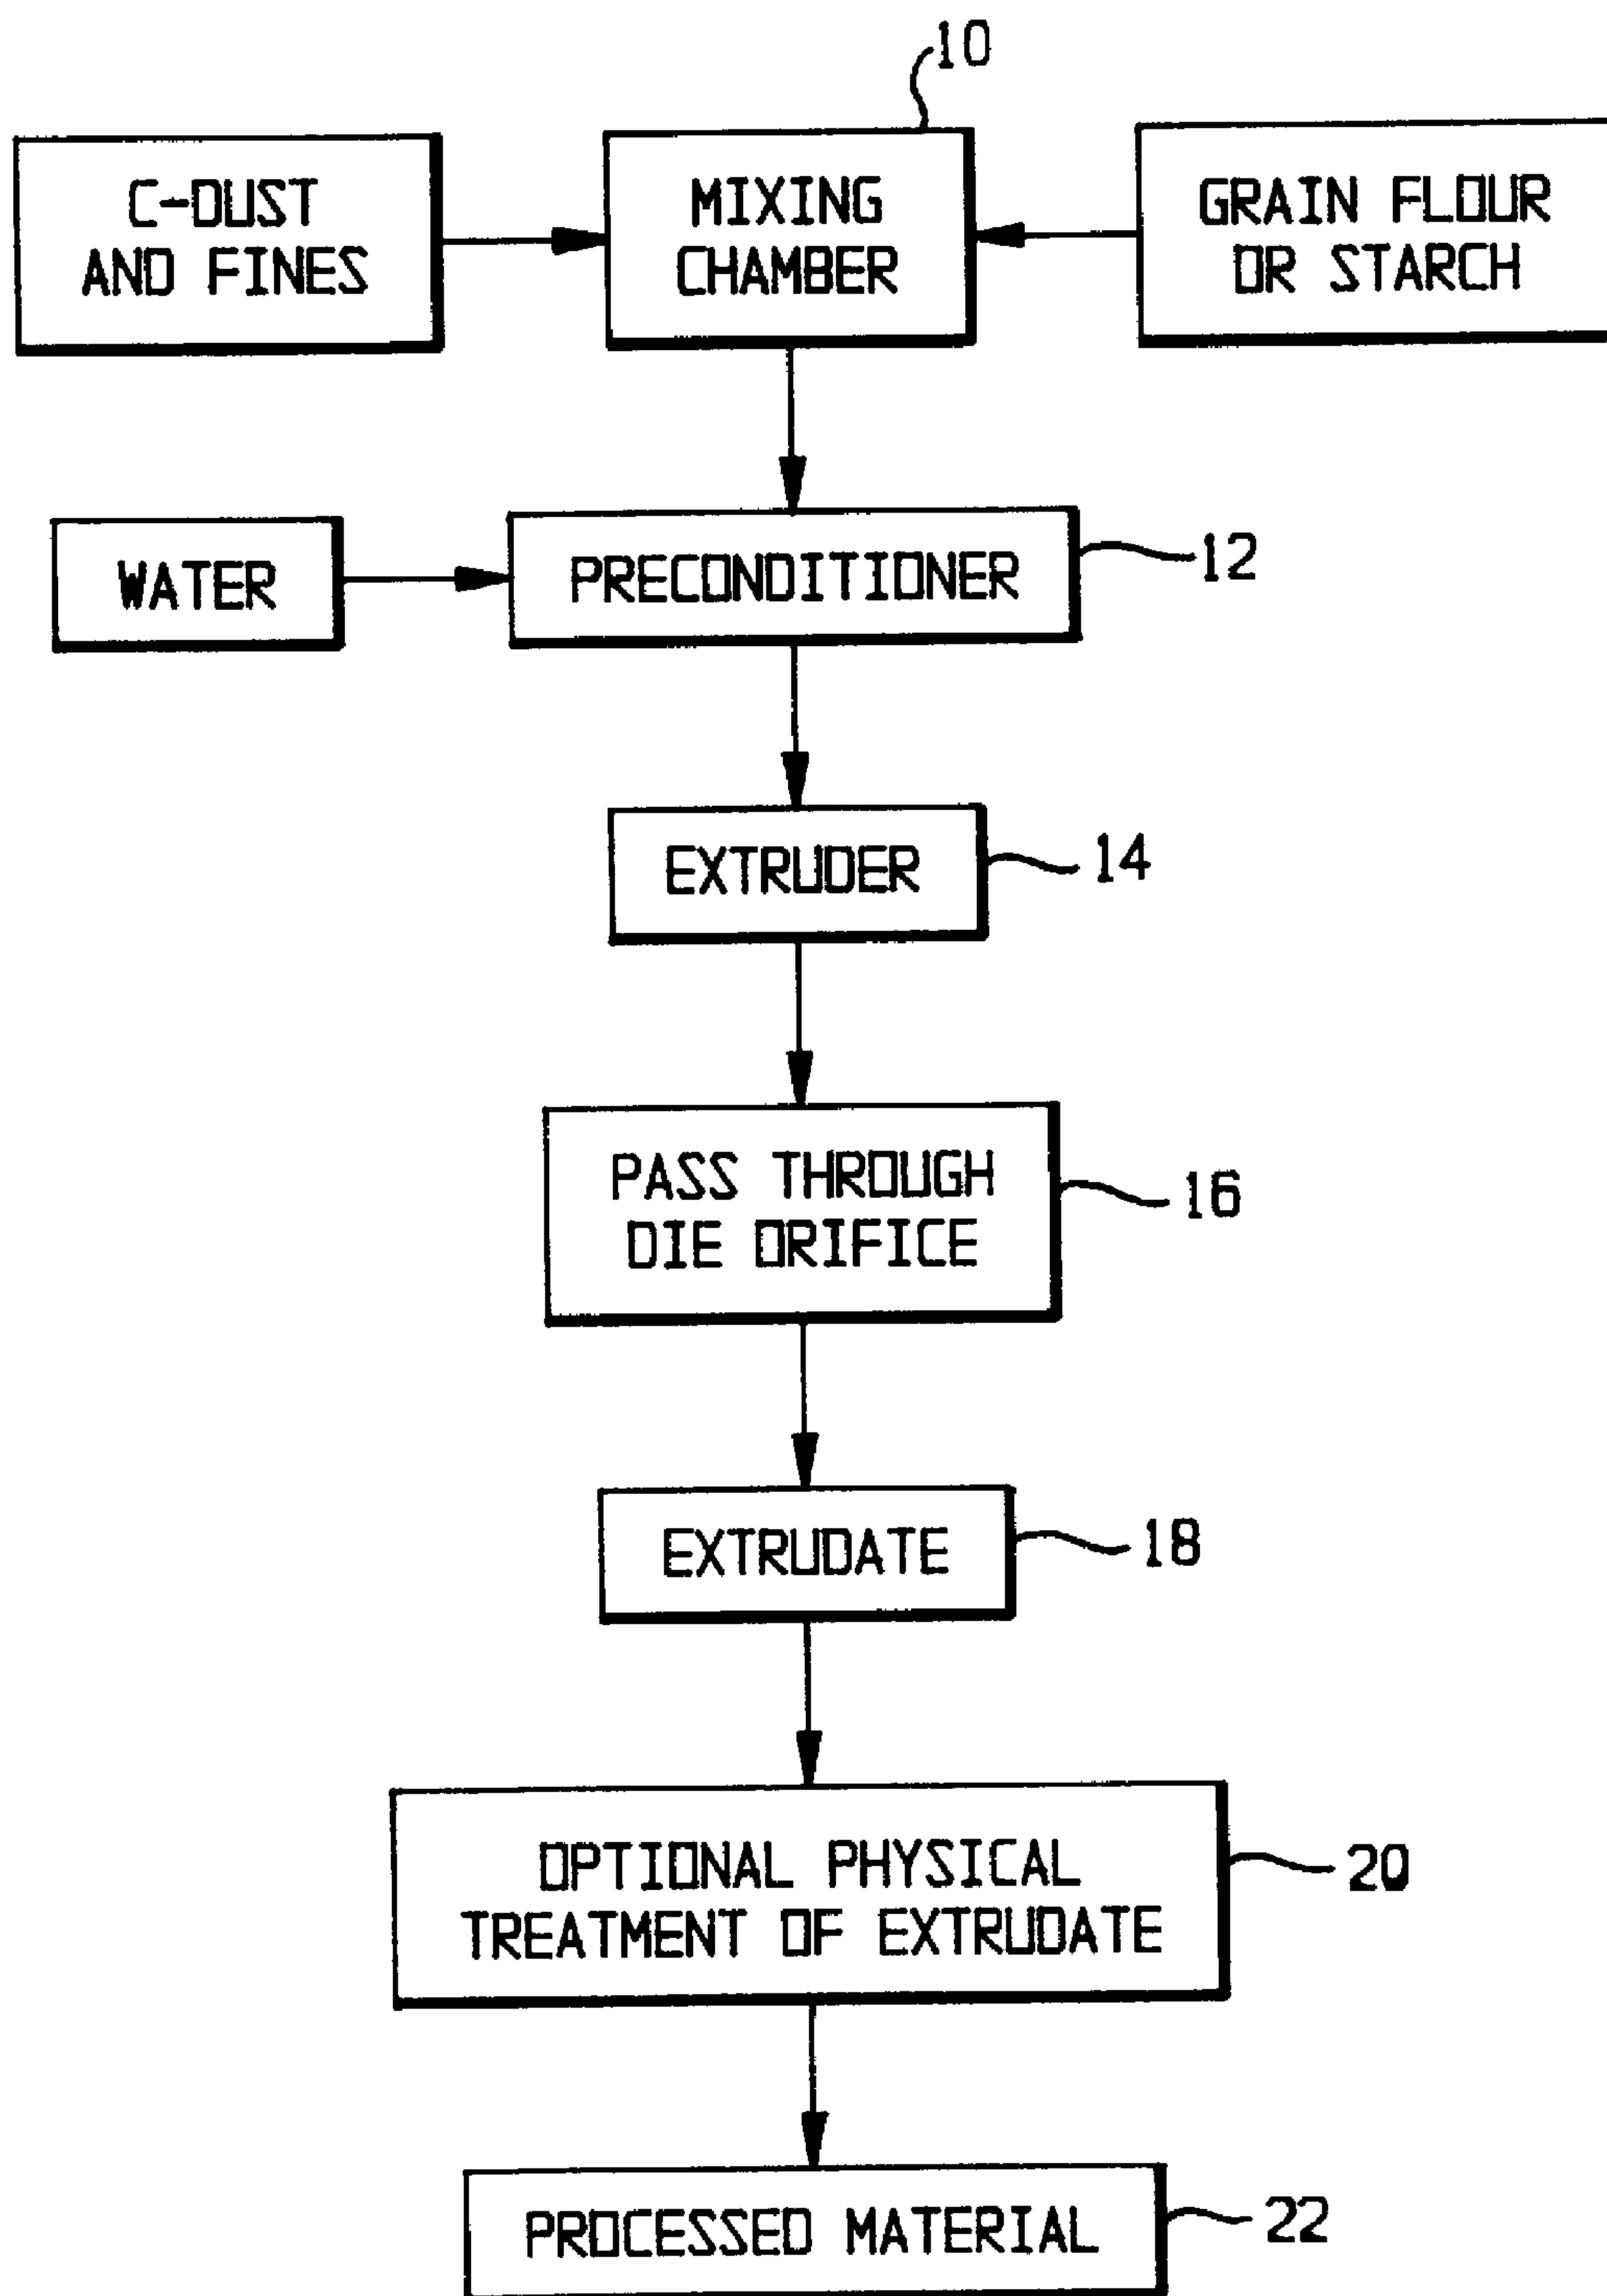 10
C-DUST
AND FINES
MIXING
CHAMBER
GRAIN FLOUR
OR STARCH
WATER
PRECONDITIONER
12
EXTRUDER
14
PASS THROUGH
DIE ORIFICE
16
EXTRUDATE
18
OPTIONAL PHYSICAL
TREATMENT OF EXTRUDATE
20
PROCESSED MATERIAL
22